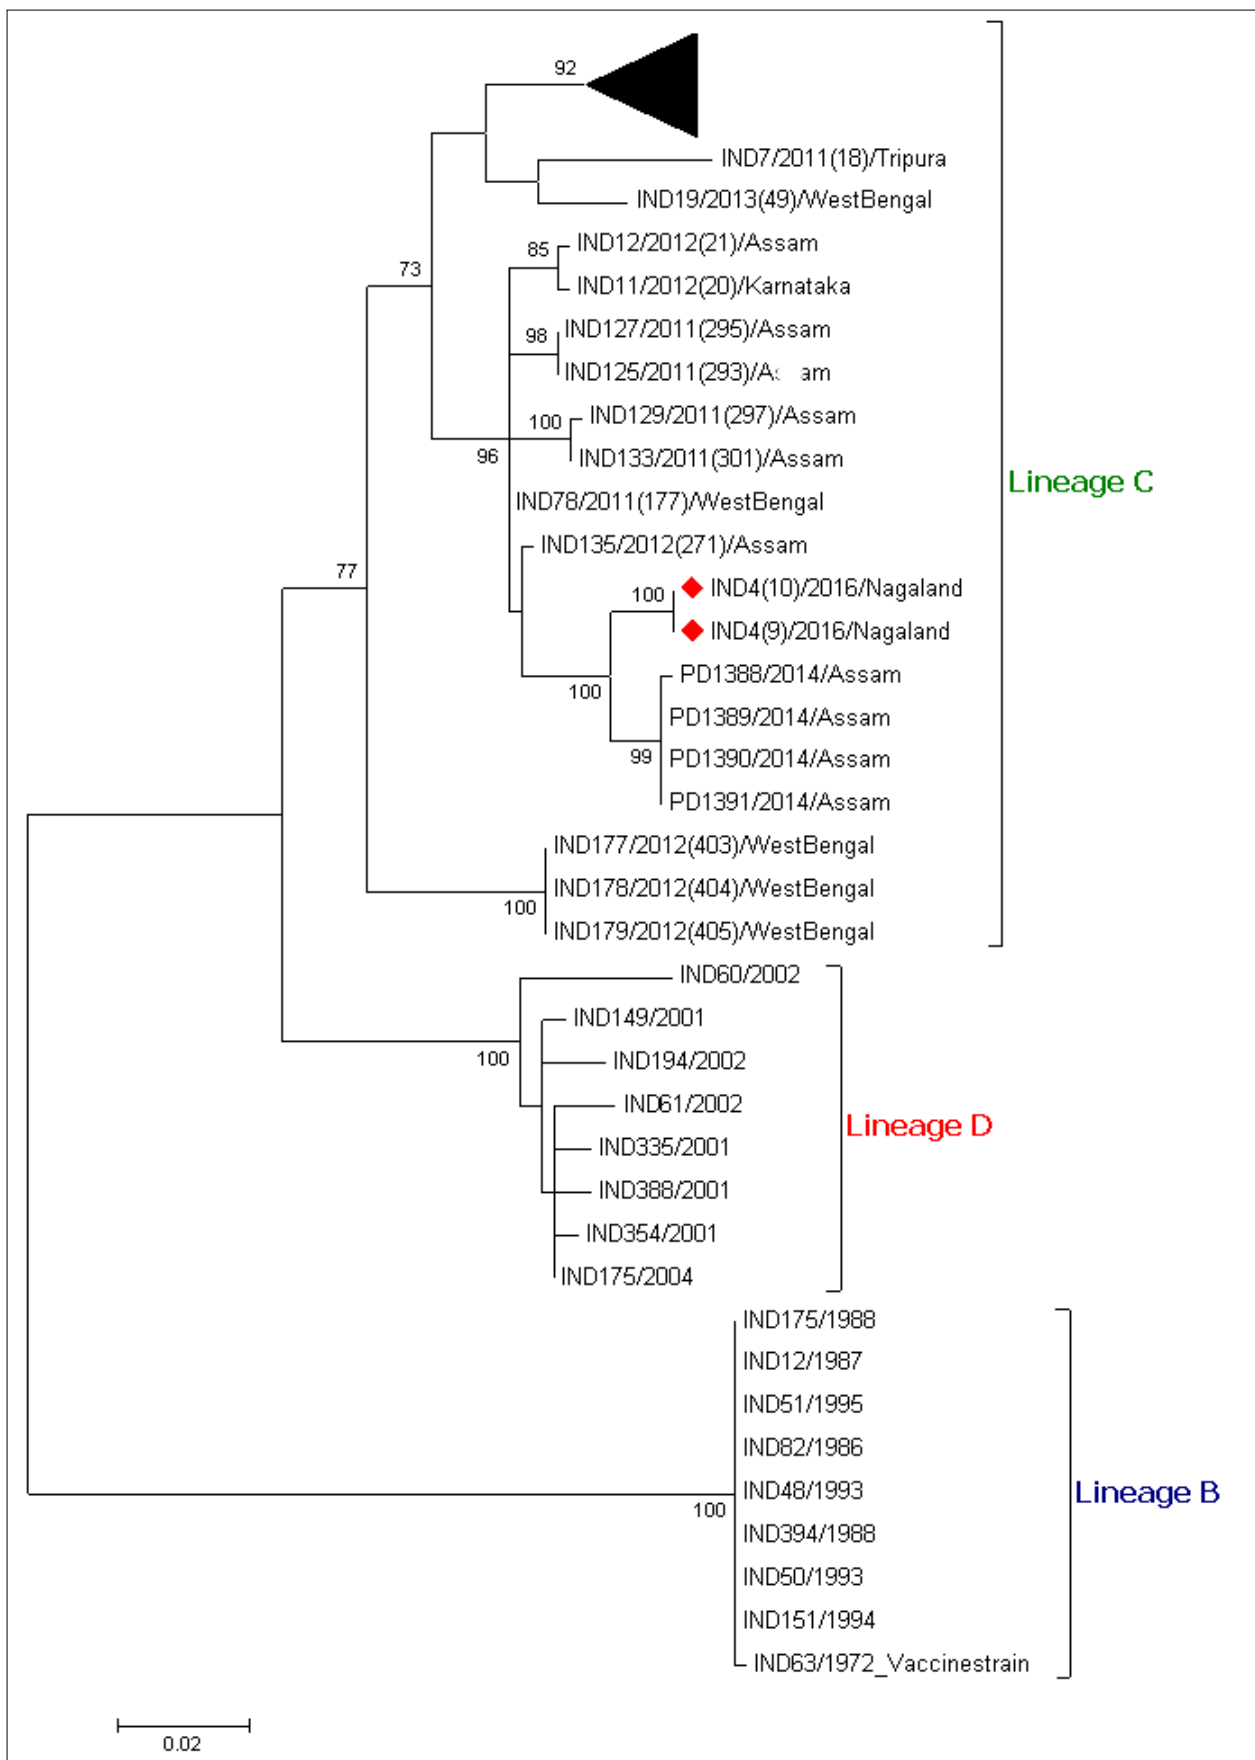 92
IND7/2011(18)/Tripura
IND19/2013(49)/WestBengal
85
IND12/2012(21)/Assam
73
IND11/2012(20)/Karnataka
IND127/2011(295)/Assam
98
IND125/2011(293)/As am
IND129/2011(297)/Assam
100
96
IND133/2011(301)/Assam
Lineage C
IND78/2011(177)/WestBengal
IND135/2012(271)/Assam
77
IND4(10)/2016/Nagaland
100
IND4(9)/2016/Nagaland
PD1388/2014/Assam
100
PD1389/2014/Assam
PD1390/2014/Assam
99
PD1391/2014/Assam
IND177/2012(403)/WestBengal
IND178/2012(404)/WestBengal
100
IND179/2012(405)/WestBengal
IND60/2002
IND149/2001
100
IND194/2002
IND61/2002
Lineage D
IND335/2001
IND388/2001
IND354/2001
IND175/2004
IND175/1988
IND12/1987
IND51/1995
IND82/1986
IND48/1993
Lineage B
100
IND394/1988
IND50/1993
IND151/1994
IND63/1972_Vaccinestrain
0.02